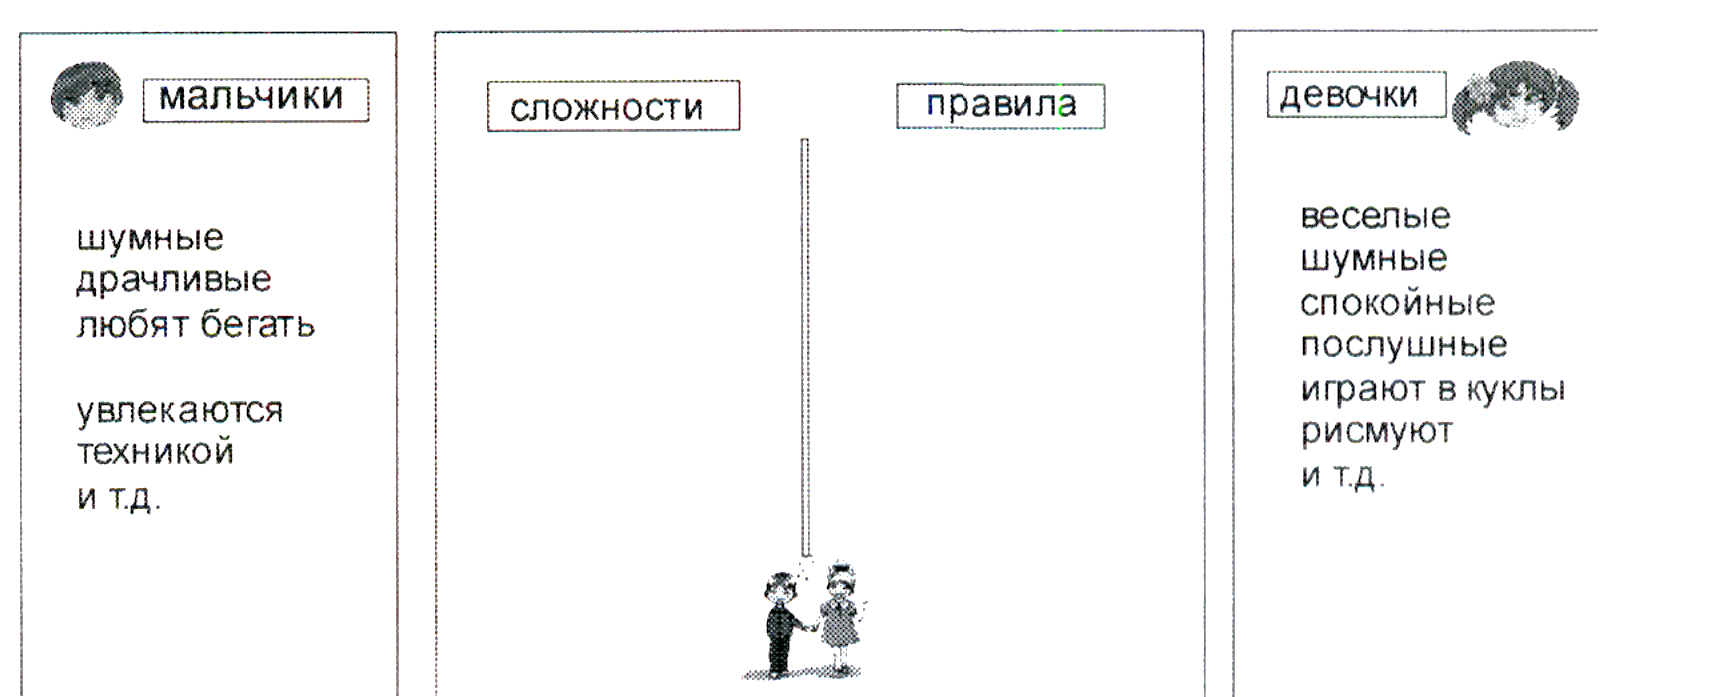 мальчики
шумные
драчливые
любят бегать
увлекаются
техникой
и т.д.
сложности
правила
девочки
веселые
шумные
спокойные
послушные
играют в куклы
рисмуют
и т.д.